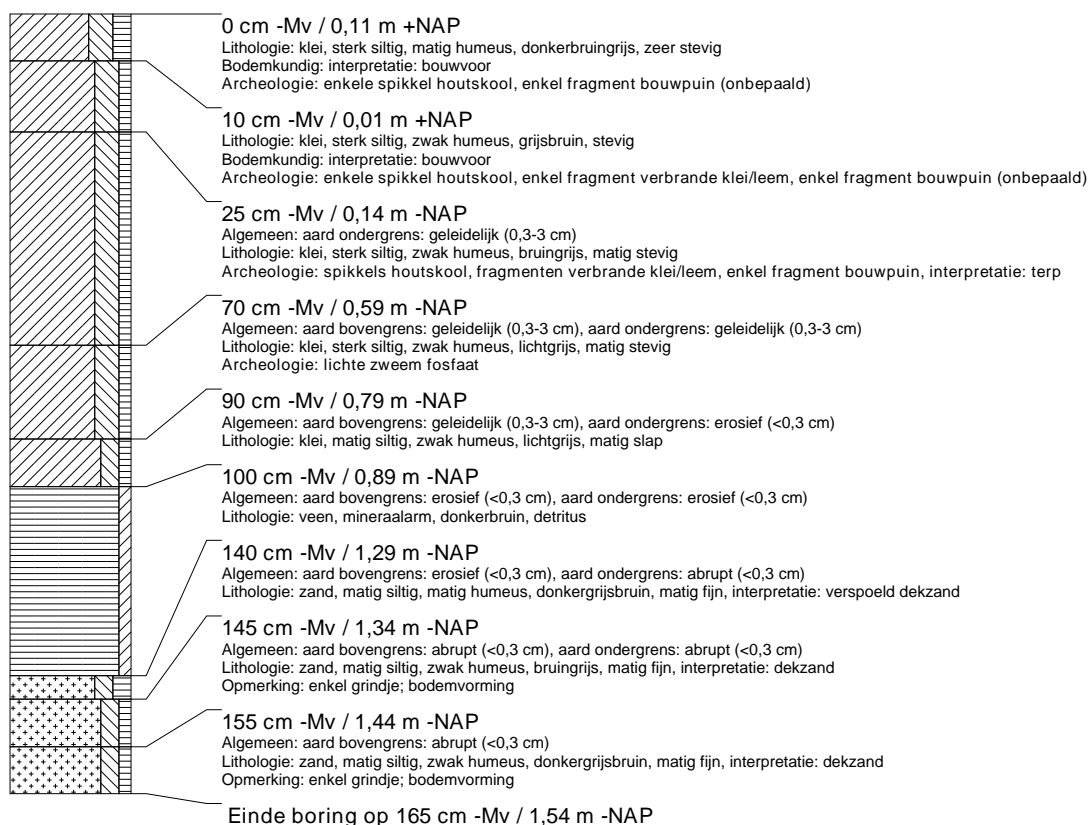 0 cm -Mv / 0,11 m +NAP
Lithologie: klei, sterk siltig, matig humeus, donkerbruingrijs, zeer stevig
Bodemkundig: interpretatie: bouwvoor
Archeologie: enkele spikkel houtskool, enkel fragment bouwpuin (onbepaald)
10 cm -Mv / 0,01 m +NAP
Lithologie: klei, sterk siltig, zwak humeus, grijsbruin, stevig
Bodemkundig: interpretatie: bouwvoor
Archeologie: enkele spikkel houtskool, enkel fragment verbrande klei/leem, enkel fragment bouwpuin (onbepaald)
25 cm -Mv / 0,14 m -NAP
Algemeen: aard ondergrens: geleidelijk (0,3-3 cm)
Lithologie: klei, sterk siltig, zwak humeus, bruingrijs, matig stevig
Archeologie: spikkels houtskool, fragmenten verbrande klei/leem, enkel fragment bouwpuin, interpretatie: terp
70 cm -Mv / 0,59 m -NAP
Algemeen: aard bovengrens: geleidelijk (0,3-3 cm), aard ondergrens: geleidelijk (0,3-3 cm)
Lithologie: klei, sterk siltig, zwak humeus, lichtgrijs, matig stevig
Archeologie: lichte zweem fosfaat
90 cm -Mv / 0,79 m -NAP
Algemeen: aard bovengrens: geleidelijk (0,3-3 cm), aard ondergrens: erosief (<0,3 cm)
Lithologie: klei, matig siltig, zwak humeus, lichtgrijs, matig slap
100 cm -Mv / 0,89 m -NAP
Algemeen: aard bovengrens: erosief (<0,3 cm), aard ondergrens: erosief (<0,3 cm)
Lithologie: veen, mineraalarm, donkerbruin, detritus
140 cm -Mv / 1,29 m -NAP
Algemeen: aard bovengrens: erosief (<0,3 cm), aard ondergrens: abrupt (<0,3 cm)
Lithologie: zand, matig siltig, matig humeus, donkergrijsbruin, matig fijn, interpretatie: verspoeld dekzand
145 cm -Mv / 1,34 m -NAP
Algemeen: aard bovengrens: abrupt (<0,3 cm), aard ondergrens: abrupt (<0,3 cm)
Lithologie: zand, matig siltig, zwak humeus, bruingrijs, matig fijn, interpretatie: dekzand
Opmerking: enkel grindje; bodemvorming
155 cm -Mv / 1,44 m -NAP
Algemeen: aard bovengrens: abrupt (<0,3 cm)
Lithologie: zand, matig siltig, zwak humeus, donkergrijsbruin, matig fijn, interpretatie: dekzand
Opmerking: enkel grindje; bodemvorming
Einde boring op 165 cm -Mv / 1,54 m -NAP